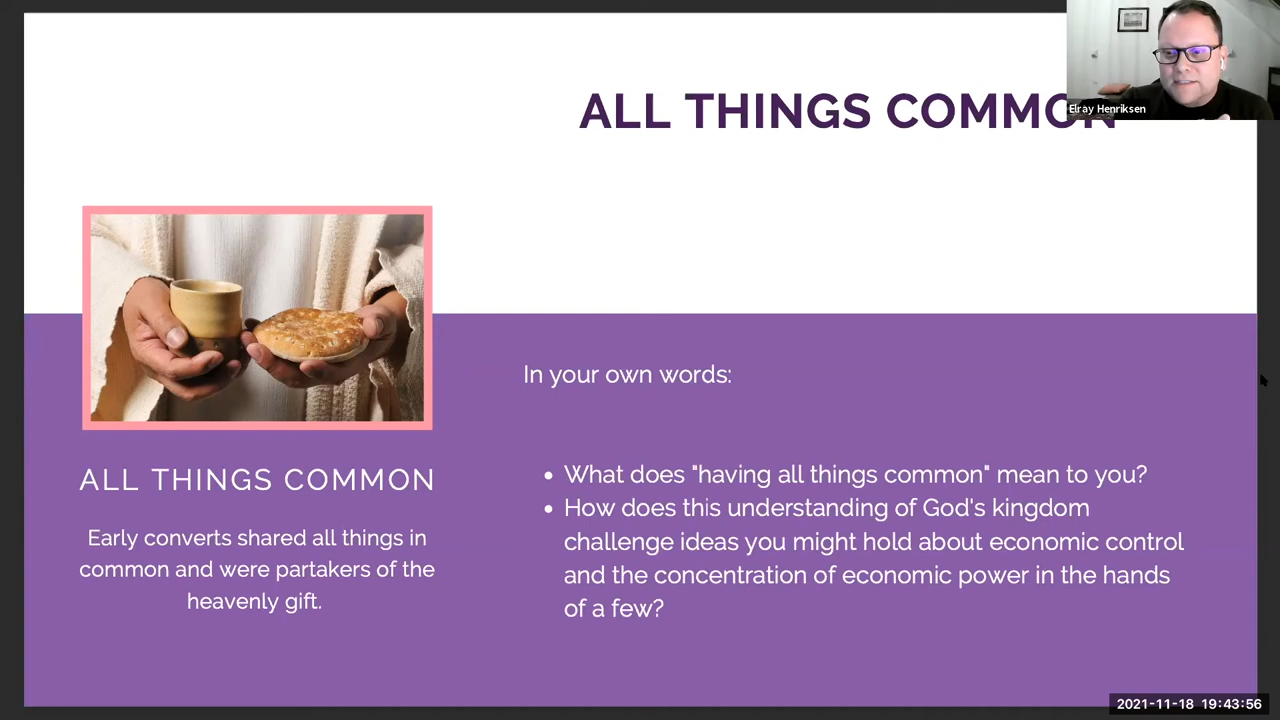 ALL THINGS COMMON
Elray Henriksen
In your own words:
• What does "having all things common" mean to you?
• How does this understanding of God's kingdom
challenge ideas you might hold about economic control
and the concentration of economic power in the hands
of a few?
ALL THINGS COMMON
Early converts shared all things in
common and were partakers of the
heavenly gift.
2021-11-18 19:43:56